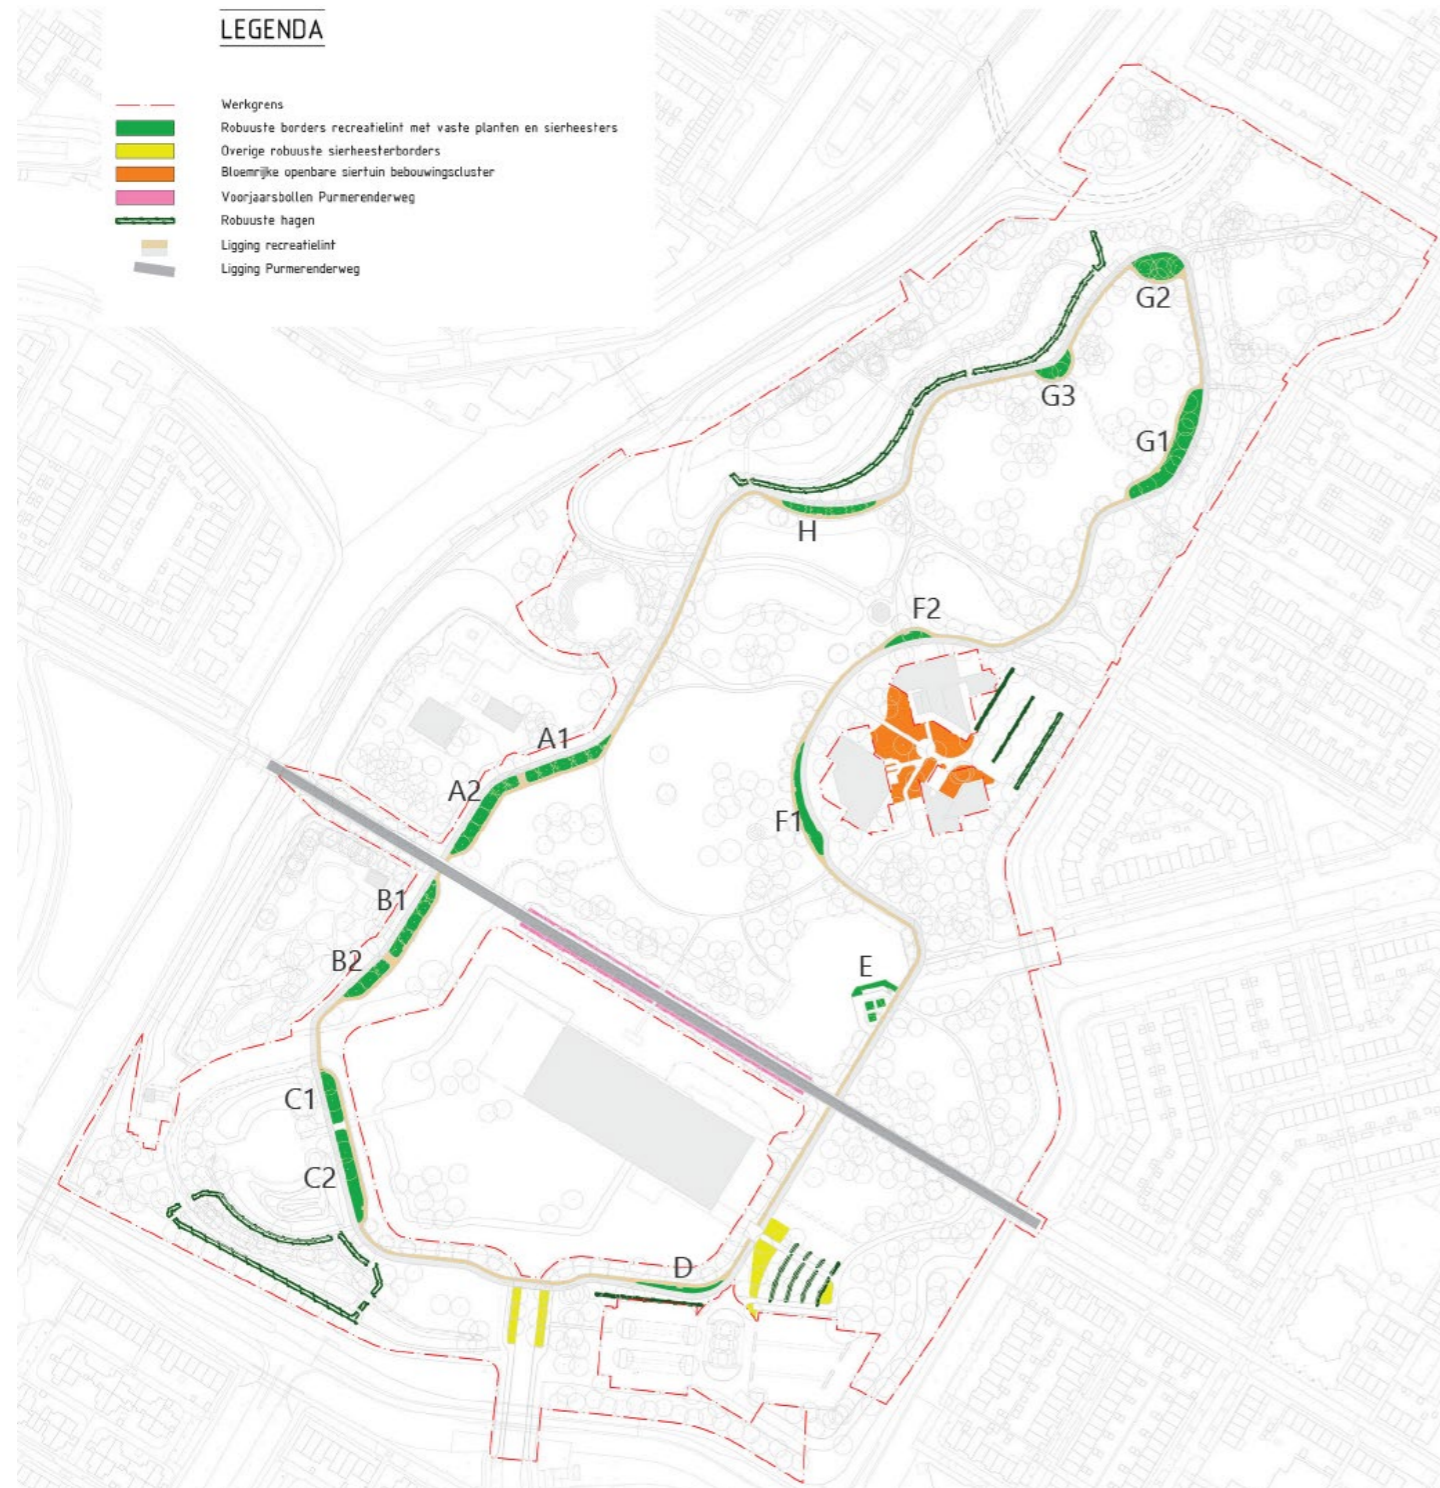 LEGENDA
Werkgrens
Robuuste borders recreatielint met vaste planten en sierheesters
Overige robuuste sierheesterborders
Bloemrijke openbare siertuin bebouwingscluster
Voorjaarsbollen Purmerenderweg
Robuuste hagen
Ligging recreatielint
Ligging Purmerenderweg
G2
G3
G1
H
F2
A1
A2
F1
B1
B2
E
C1
C2
D